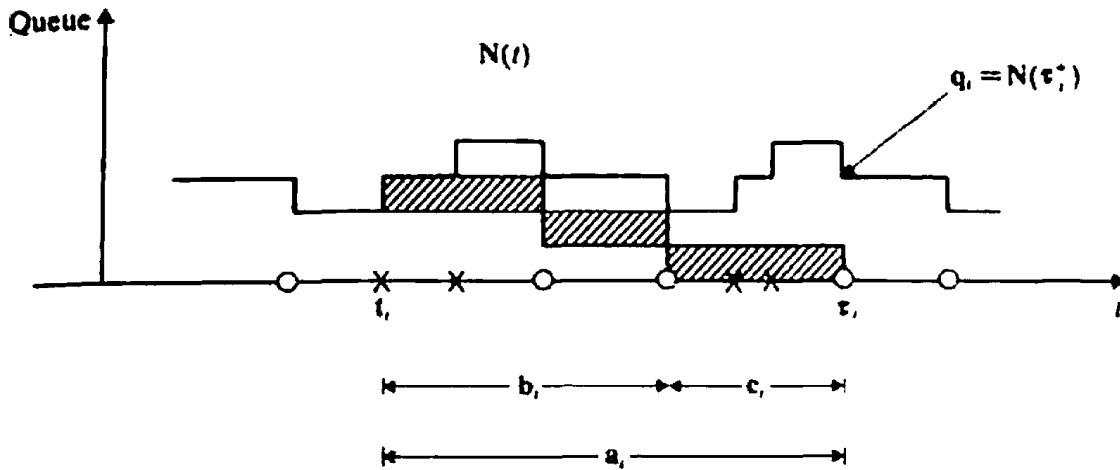 Queue
N(t)
q_i = N(τ_i^+)
t_i
τ_i
t
b_i
c_i
a_i